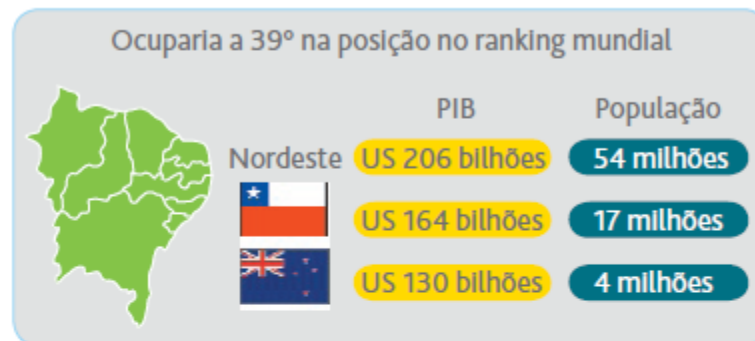 Ocuparia a 39º na posição no ranking mundial
PIB População
Nordeste US 206 bilhões 54 milhões
US 164 bilhões 17 milhões
US 130 bilhões 4 milhões